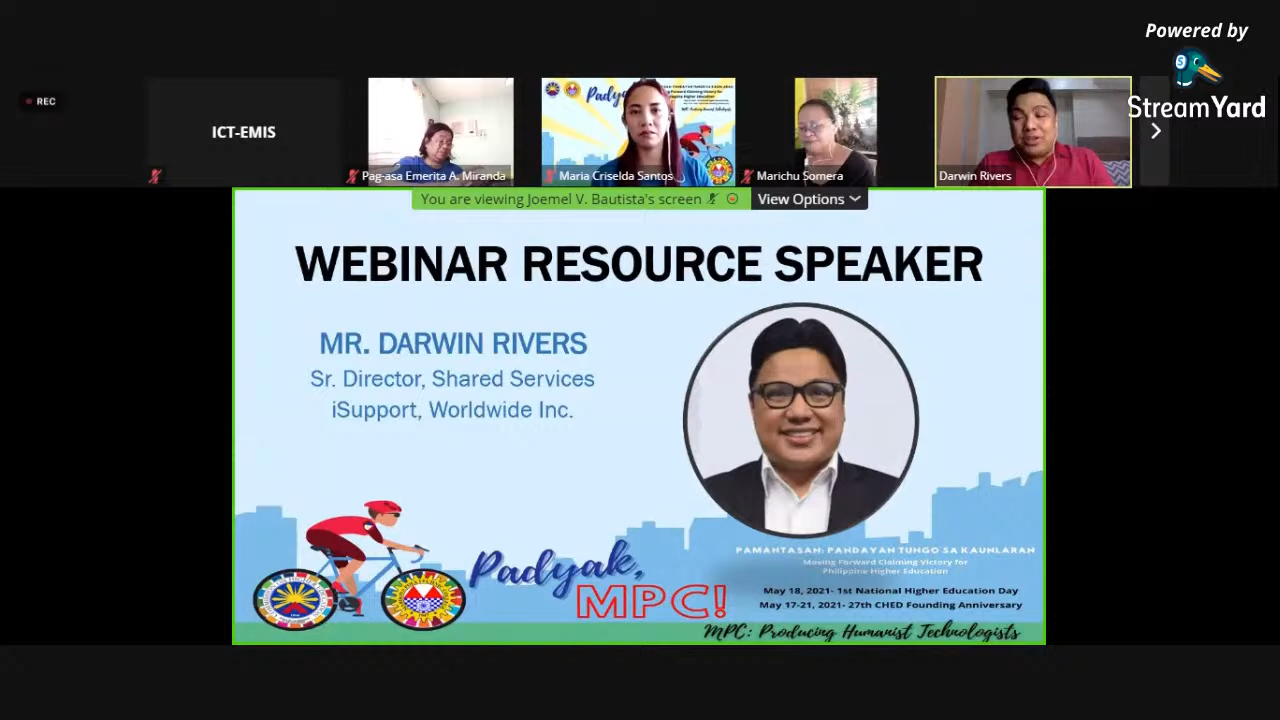 Powered by
StreamYard
REC
ICT-EMIS
Pag-asa Emerita A. Miranda
Maria Criselda Santos
Marichu Somera
Darwin Rivers
You are viewing Joemel V. Bautista's screen
View Options
WEBINAR RESOURCE SPEAKER
MR. DARWIN RIVERS
Sr. Director, Shared Services
iSupport, Worldwide Inc.
Padyak,
MPC!
PAMANTASAN: PANDAYAN TUNGO SA KAUNLARAN
Moving Forward Claiming Victory for
Philippine Higher Education
May 18, 2021- 1st National Higher Education Day
May 17-21, 2021- 27th CHED Founding Anniversary
MPC: Producing Humanist Technologists